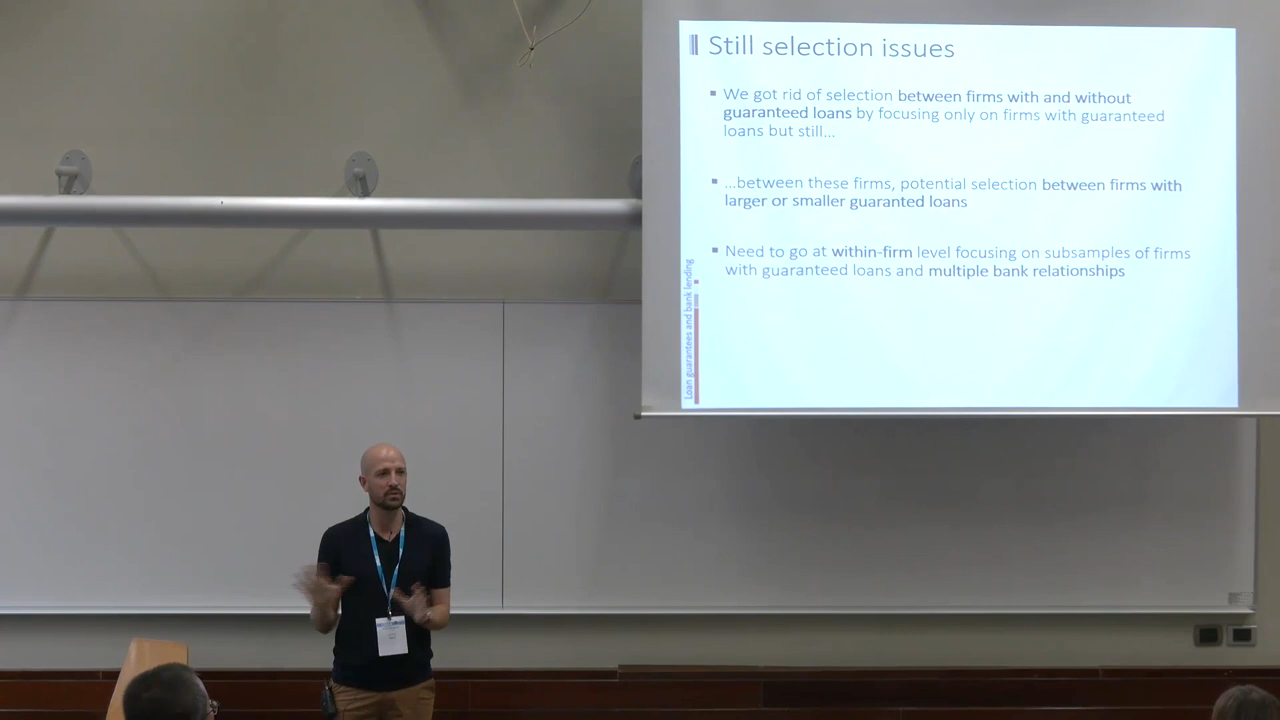 Still selection issues
▪ We got rid of selection between firms with and without
guaranteed loans by focusing only on firms with guaranteed
loans but still...
▪ ...between these firms, potential selection between firms with
larger or smaller guaranted loans
▪ Need to go at within-firm level focusing on subsamples of firms
with guaranteed loans and multiple bank relationships
Loan guarantees and bank lending